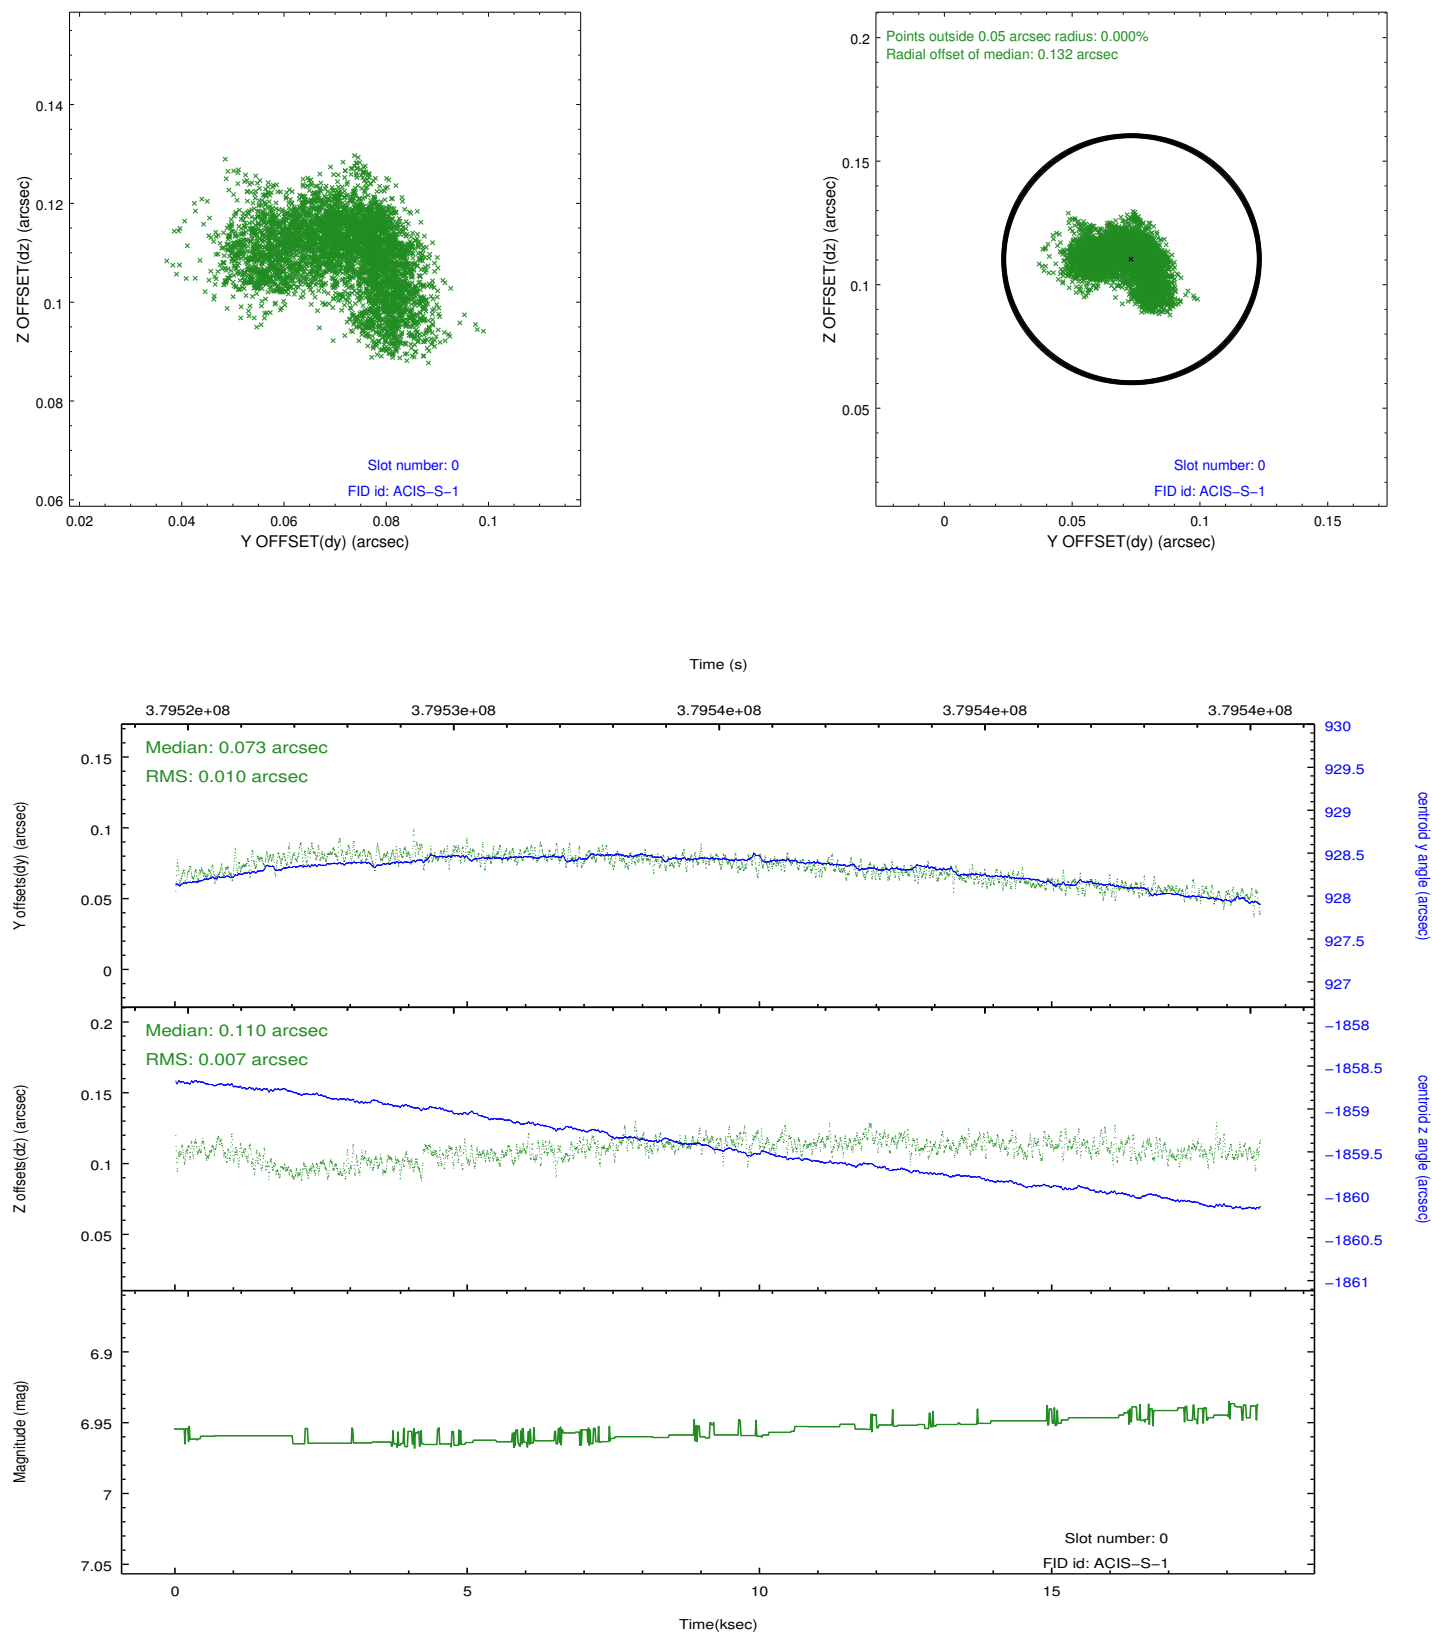 0.14
0.12
0.1
0.08
0.06
0.02 0.04 0.06 0.08 0.1
Z OFFSET(dz) (arcsec)
Y OFFSET(dy) (arcsec)
Slot number: 0
FID id: ACIS−S−1
Points outside 0.05 arcsec radius: 0.000%
Radial offset of median: 0.132 arcsec
0.2
0.15
0.1
0.05
0 0.05 0.1 0.15
Z OFFSET(dz) (arcsec)
Y OFFSET(dy) (arcsec)
Slot number: 0
FID id: ACIS−S−1
Time (s)
3.7952e+08 3.7953e+08 3.7954e+08 3.7954e+08 3.7954e+08
Median: 0.073 arcsec
RMS: 0.010 arcsec
0.15
0.1
0.05
0
Y offsets(dy) (arcsec)
930
929.5
929
928.5
928
927.5
927
centroid y angle (arcsec)
Median: 0.110 arcsec
RMS: 0.007 arcsec
0.2
0.15
0.1
0.05
Z offsets(dz) (arcsec)
−1858
−1858.5
−1859
−1859.5
−1860
−1860.5
−1861
centroid z angle (arcsec)
6.9
6.95
7
7.05
Magnitude (mag)
Slot number: 0
FID id: ACIS−S−1
0 5 10 15
Time(ksec)